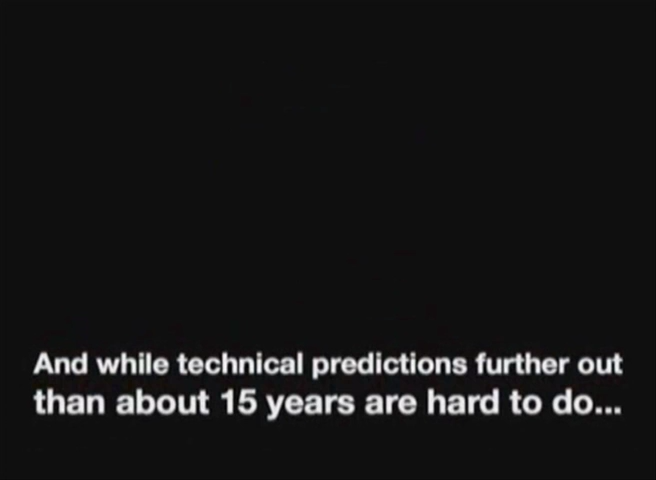 And while technical predictions further out
than about 15 years are hard to do...